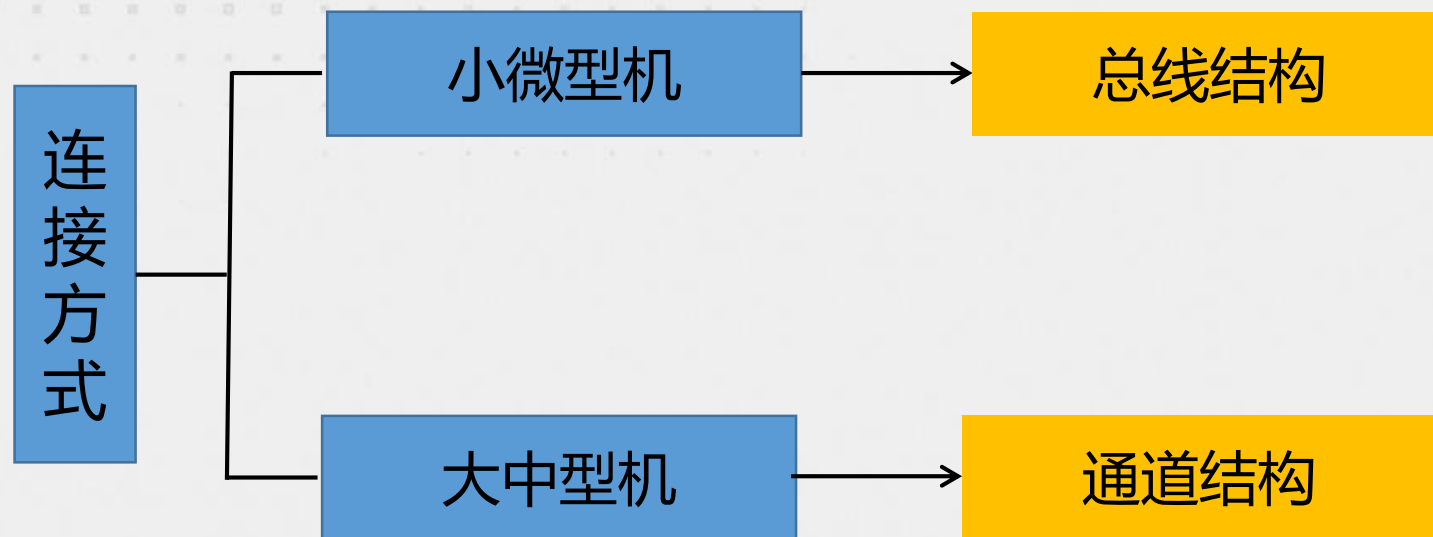 连接方式
小微型机
总线结构
大中型机
通道结构